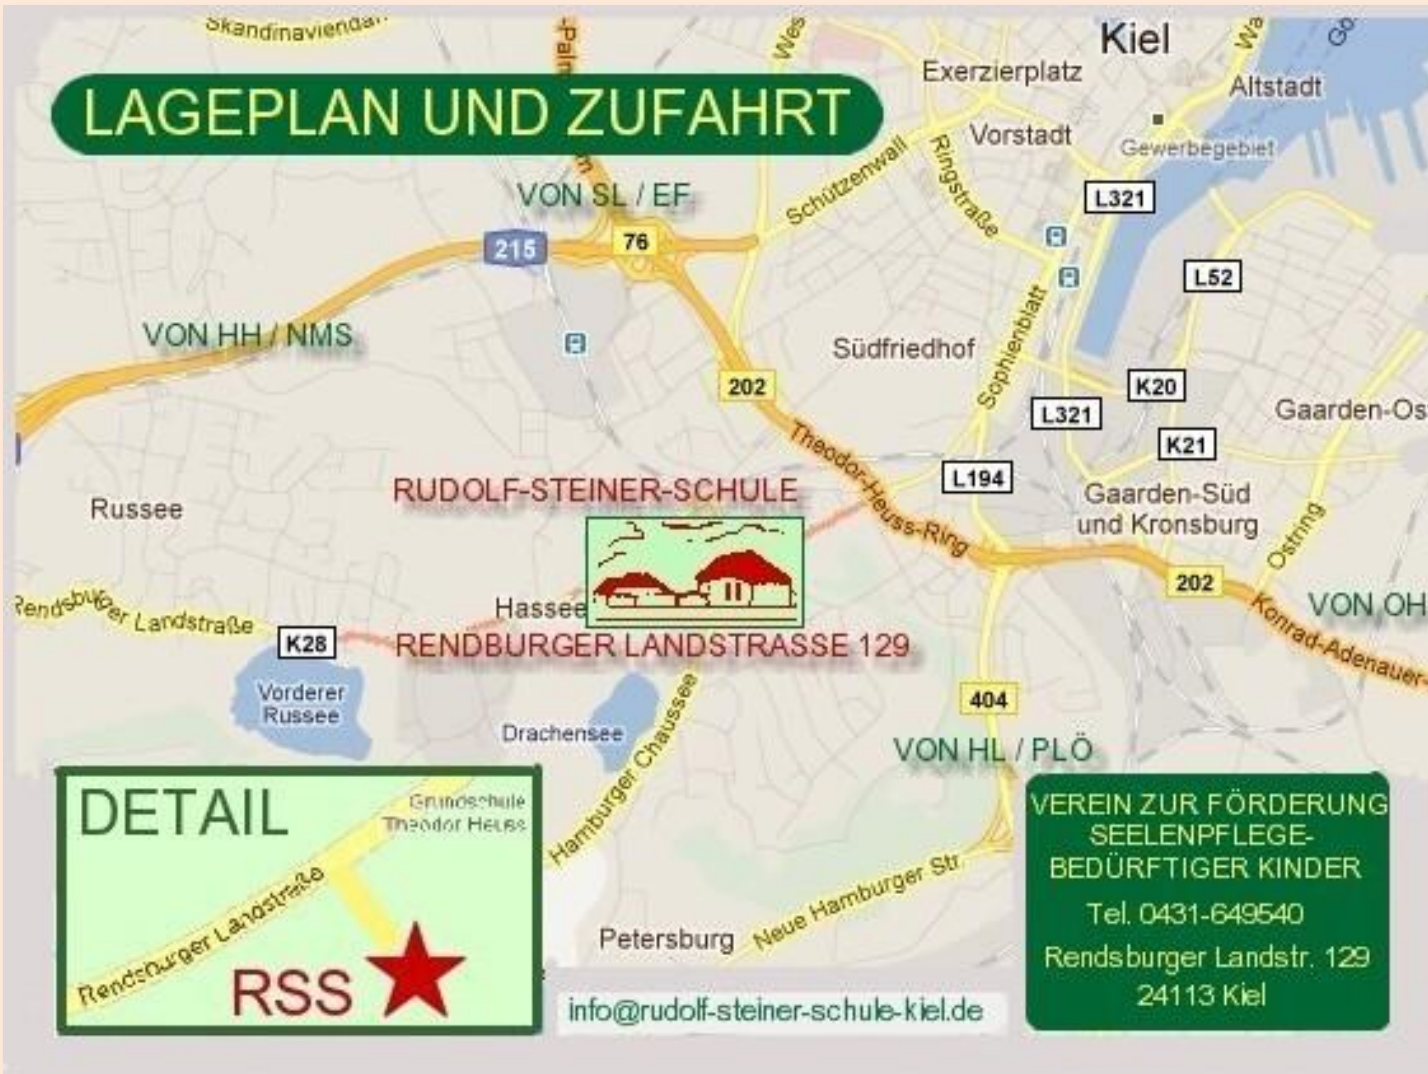 Skandinaviendar
-Palm
Wes
Kiel
Wa
Exerzierplatz
Altstadt
LAGEPLAN UND ZUFAHRT
Vorstadt
Gewerbegebiet
Schützenwall
Ringstraße
L321
VON SL / EF
215
76
L52
VON HH / NMS
Südfriedhof
Sophienblatt
202
K20
L321
Gaarden-Os
K21
Theodor-Heuss-Ring
RUDOLF-STEINER-SCHULE
L194
Gaarden-Süd
und Kronsburg
Russee
Ostring
202
Rendsburger Landstraße
Hassee
VON OH
K28
RENDBURGER LANDSTRASSE 129
Konrad-Adenauer-
Vorderer
Russee
404
Drachensee
Hamburger Chaussee
VON HL / PLÖ
DETAIL
Grundschule
Theodor Heuss
Rendsburger Landstraße
RSS
Petersburg
Neue Hamburger Str
info@rudolf-steiner-schule-kiel.de
VEREIN ZUR FÖRDERUNG
SEELENPFLEGE-
BEDÜRFTIGER KINDER
Tel. 0431-649540
Rendsburger Landstr. 129
24113 Kiel